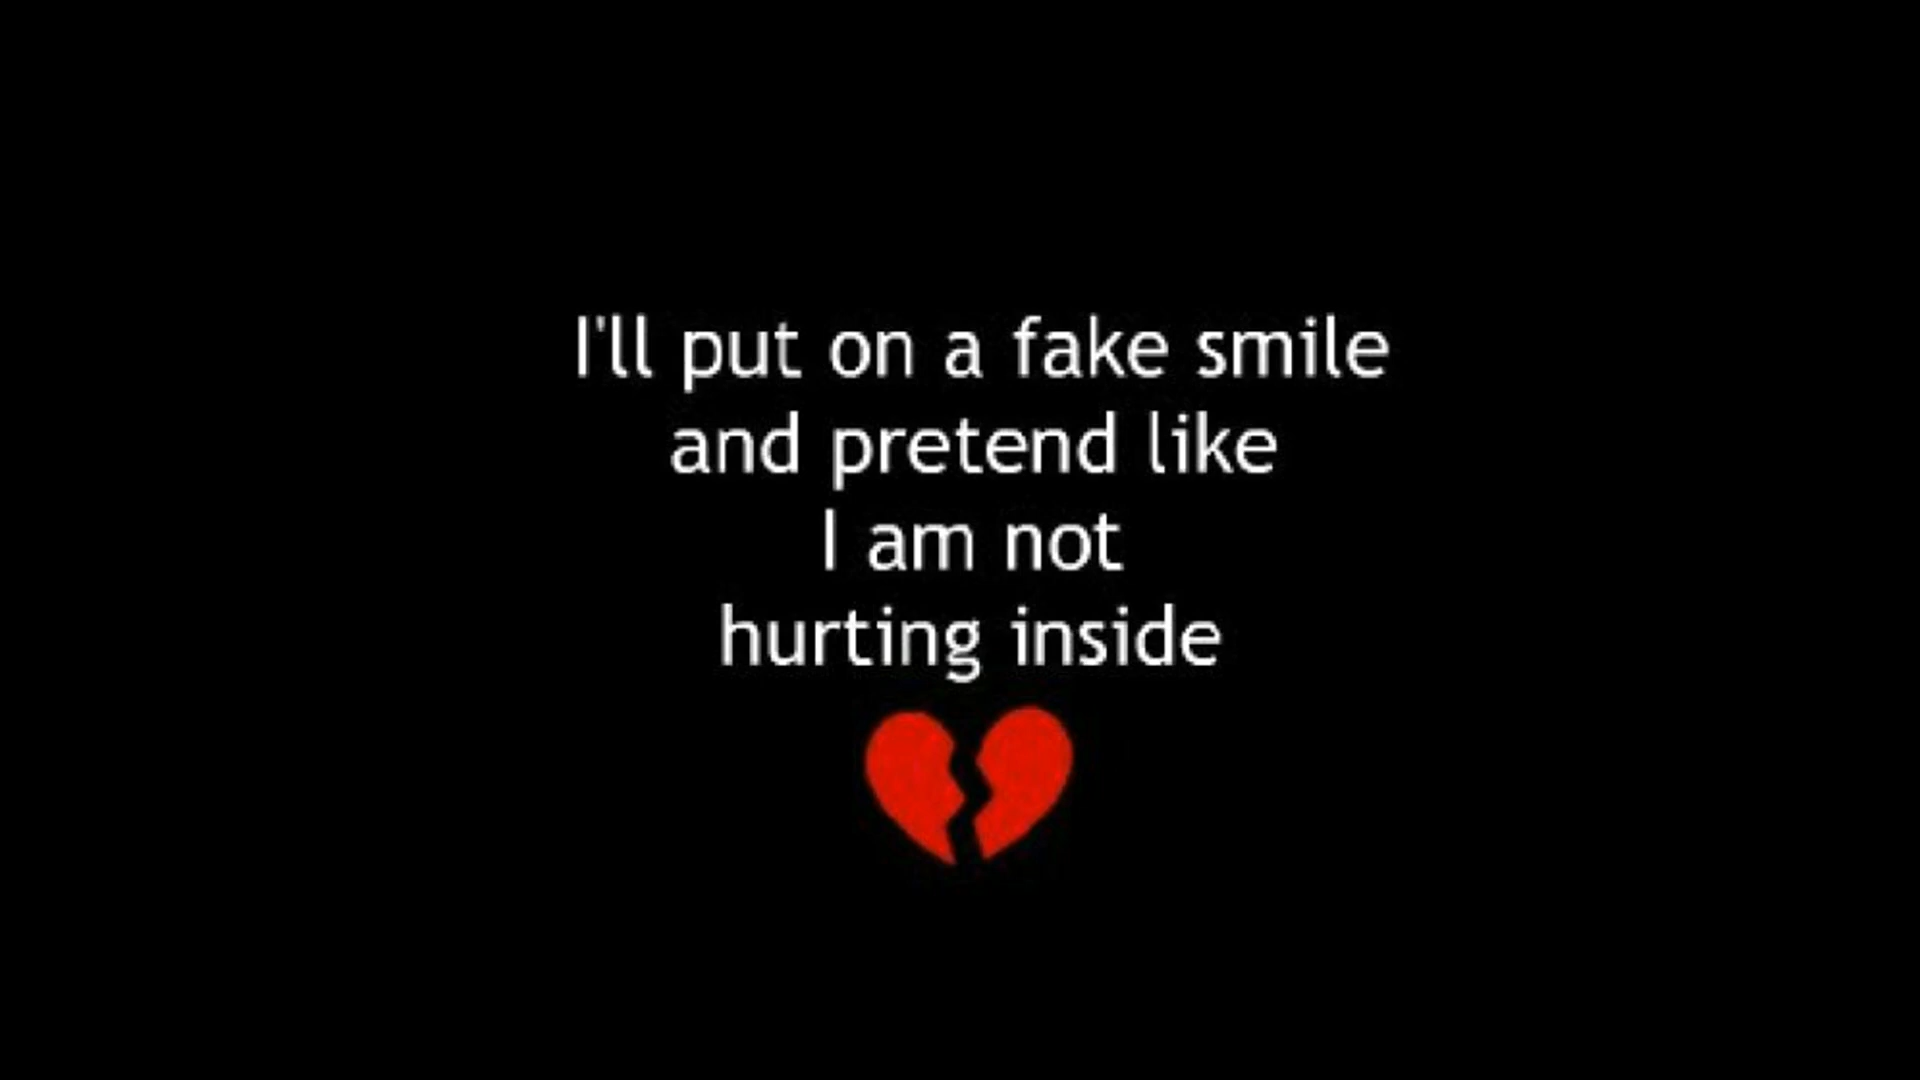 I'll put on a fake smile
and pretend like
I am not
hurting inside